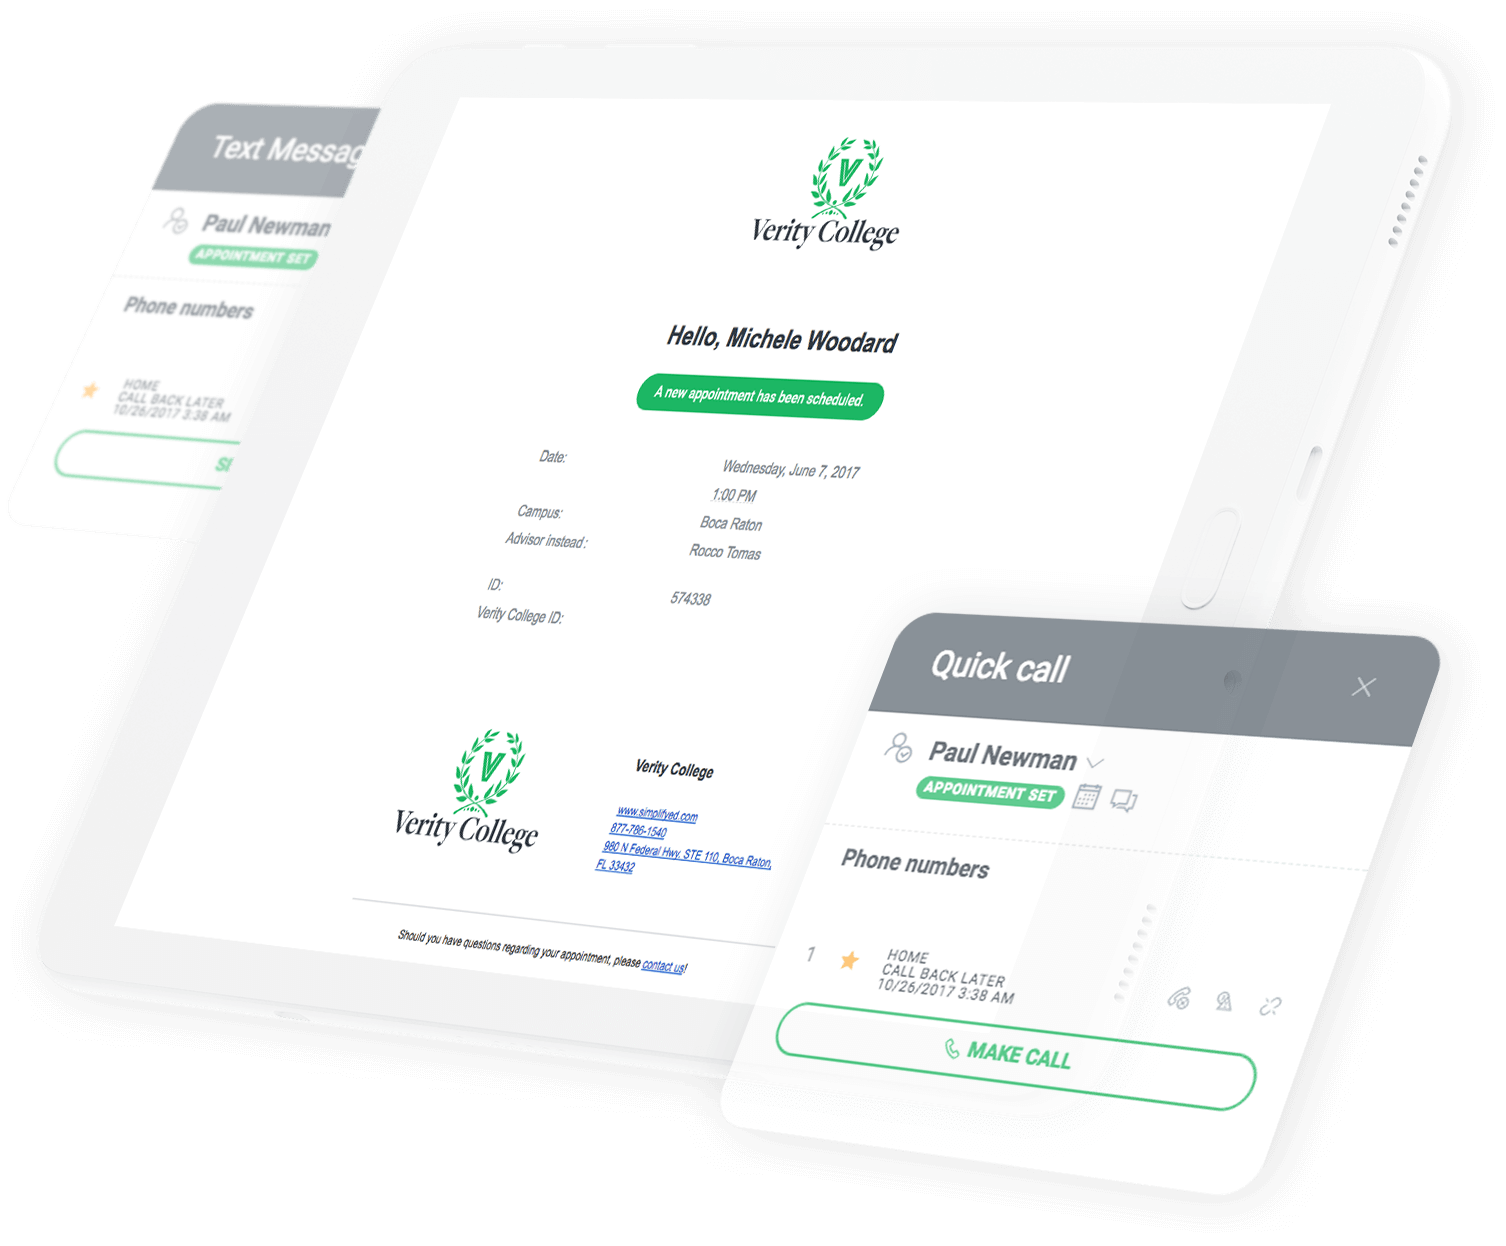 Text Messag
Paul Newman
APPOINTMENT SET
Phone numbers
HOME
CALL BACK LATER
10/26/2017 3:38 AM
V
Verity College
Hello, Michele Woodard
A new appointment has been scheduled.
Date: Wednesday, June 7, 2017
1:00 PM
Campus: Boca Raton
Advisor instead: Rocco Tomas
ID: 574338
Verity College ID:
V
Verity College
Verity College
www.simplifyed.com
877-786-1540
980 N Federal Hwy, STE 110, Boca Raton,
FL 33432
Should you have questions regarding your appointment, please contact us!
Quick call
Paul Newman
APPOINTMENT SET
Phone numbers
1 HOME
CALL BACK LATER
10/26/2017 3:38 AM
MAKE CALL